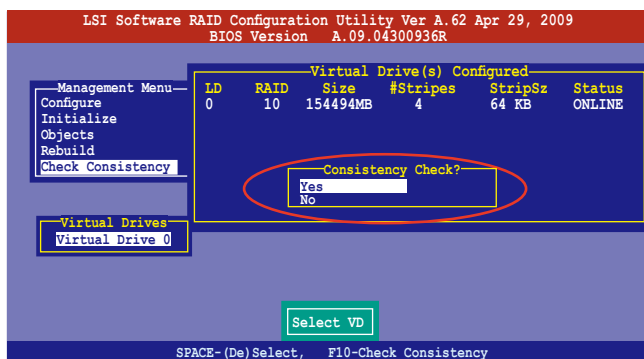 LSI Software RAID Configuration Utility Ver A.62 Apr 29, 2009
BIOS Version A.09.04300936R
Management Menu
Configure
Initialize
Objects
Rebuild
Check Consistency
Virtual Drive(s) Configured
LD RAID Size #Stripes StripSz Status
0 10 154494MB 4 64 KB ONLINE
Consistency Check?
Yes
No
Virtual Drives
Virtual Drive 0
Select VD
SPACE-(De)Select, F10-Check Consistency